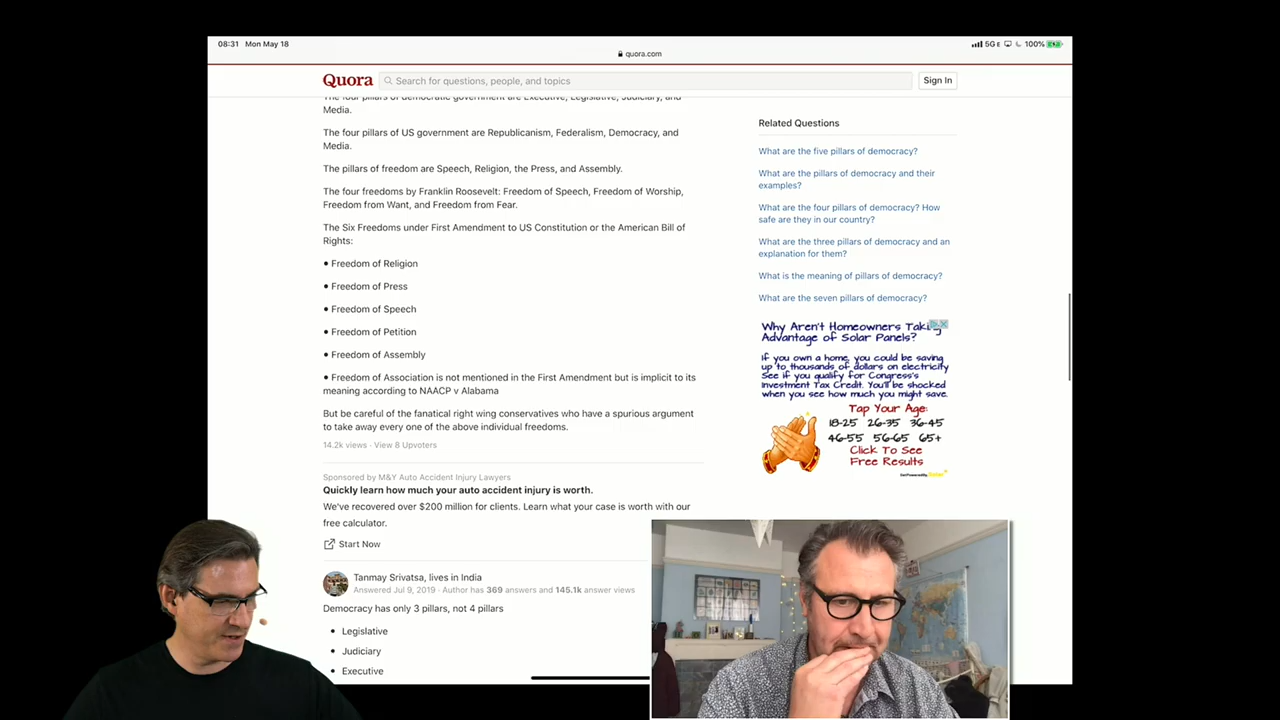 08:31 Mon May 18
5G E 100%
quora.com
Quora
Search for questions, people, and topics
Sign In
The four pillars of democratic government are Executive, Legislative, Judiciary, and
Media.
The four pillars of US government are Republicanism, Federalism, Democracy, and
Media.
The pillars of freedom are Speech, Religion, the Press, and Assembly.
The four freedoms by Franklin Roosevelt: Freedom of Speech, Freedom of Worship,
Freedom from Want, and Freedom from Fear.
The Six Freedoms under First Amendment to US Constitution or the American Bill of
Rights:
• Freedom of Religion
• Freedom of Press
• Freedom of Speech
• Freedom of Petition
• Freedom of Assembly
• Freedom of Association is not mentioned in the First Amendment but is implicit to its
meaning according to NAACP v Alabama
But be careful of the fanatical right wing conservatives who have a spurious argument
to take away every one of the above individual freedoms.
14.2k views · View 8 Upvoters
Sponsored by M&Y Auto Accident Injury Lawyers
Quickly learn how much your auto accident injury is worth.
We've recovered over $200 million for clients. Learn what your case is worth with our
free calculator.
Start Now
Tanmay Srivatsa, lives in India
Answered Jul 9, 2019 · Author has 369 answers and 145.1k answer views
Democracy has only 3 pillars, not 4 pillars
• Legislative
• Judiciary
• Executive
Related Questions
What are the five pillars of democracy?
What are the pillars of democracy and their
examples?
What are the four pillars of democracy? How
safe are they in our country?
What are the three pillars of democracy and an
explanation for them?
What is the meaning of pillars of democracy?
What are the seven pillars of democracy?
Why Aren't Homeowners Taking
Advantage of Solar Panels?
If you own a home, you could be saving
up to thousands of dollars on electricity
See if you qualify for Congress's
Investment Tax Credit. You'll be shocked
when you see how much you might save.
Tap Your Age:
18-25 26-35 36-45
46-55 56-65 65+
Click To See
Free Results